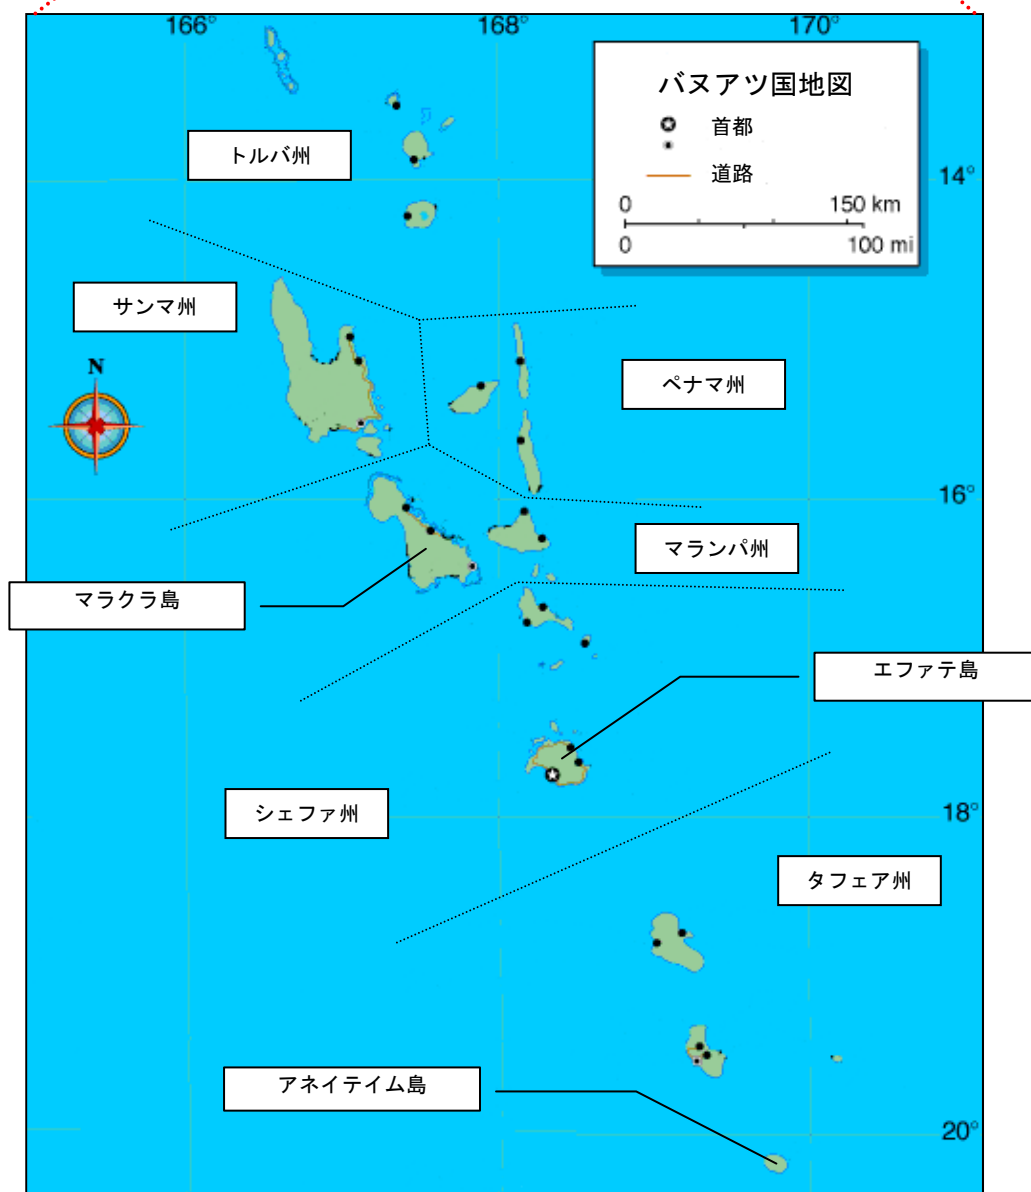 166°
168°
170°
バヌアツ国地図
首都
道路
0
150 km
0
100 mi
トルバ州
14°
サンマ州
N
ペナマ州
16°
マランパ州
マラクラ島
エファテ島
シェファ州
18°
タフェア州
アネイテイム島
20°